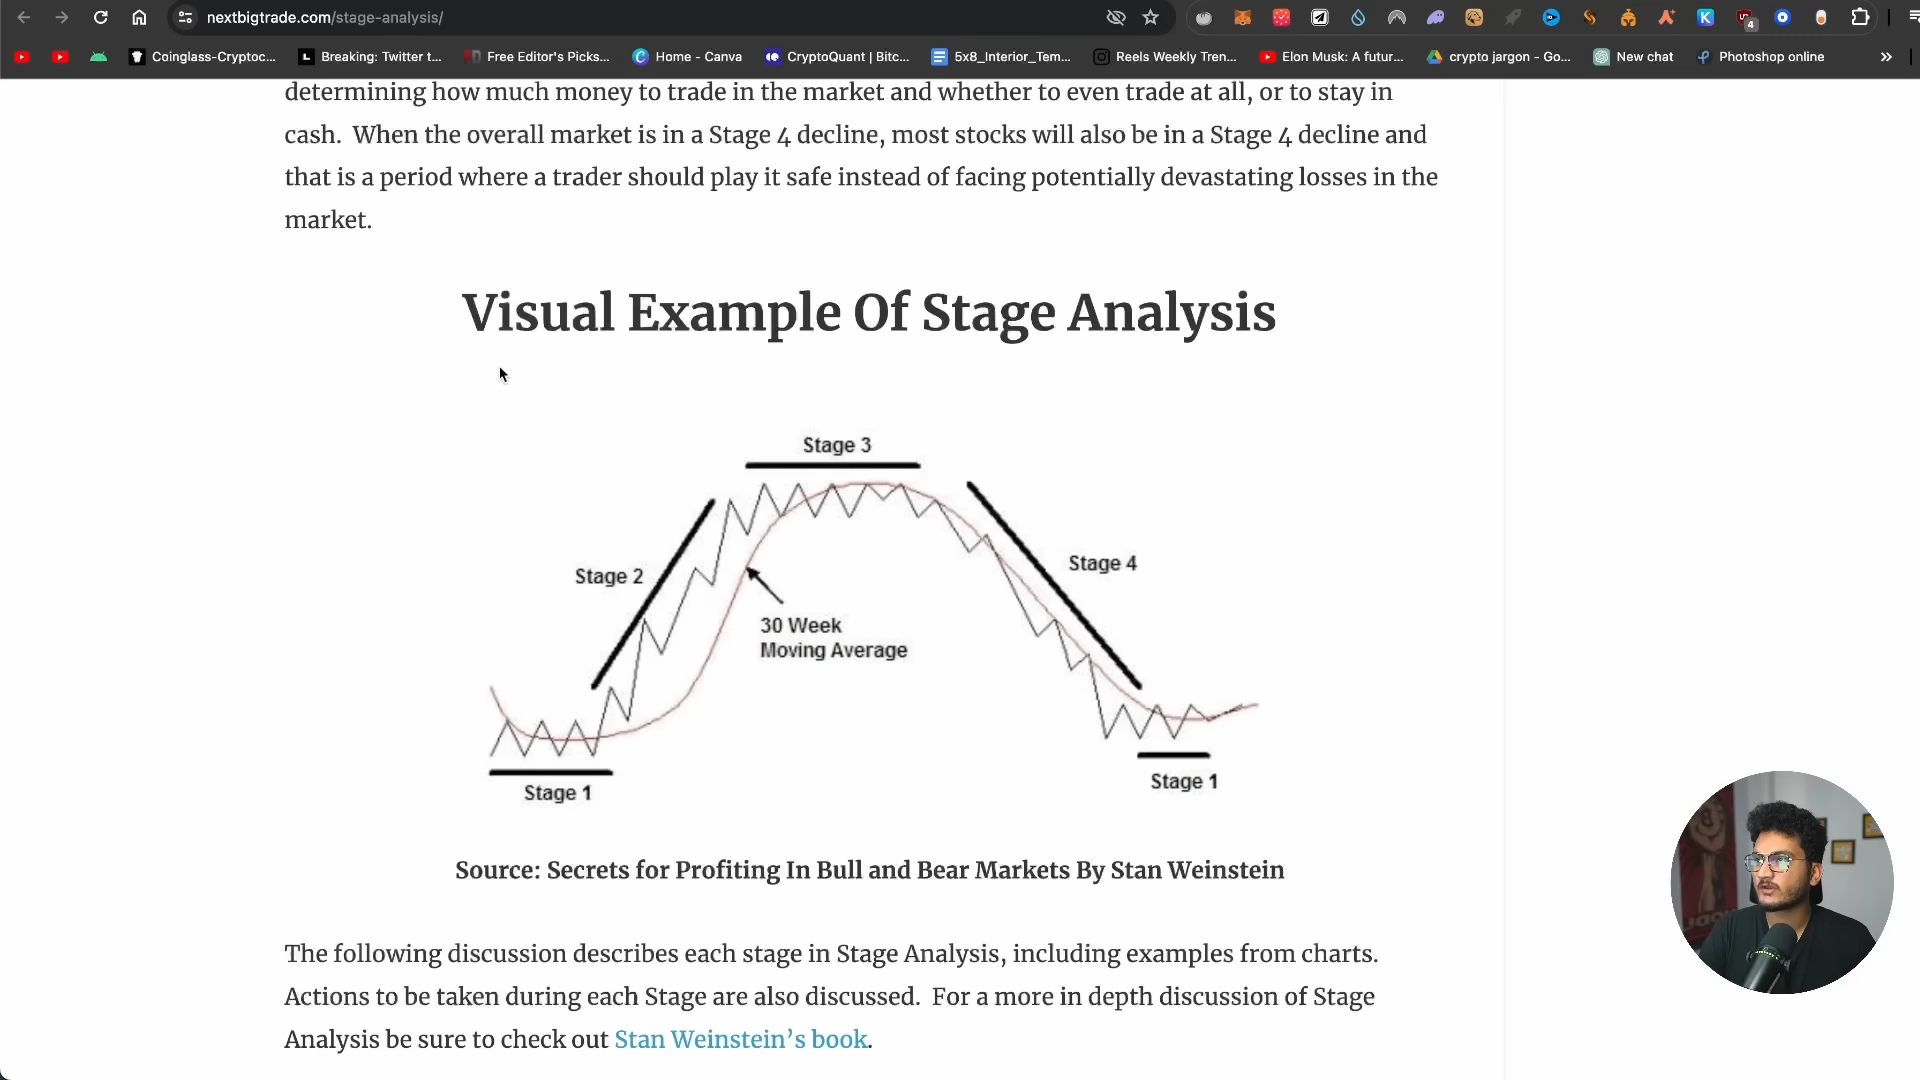 nextbigtrade.com/stage-analysis/
4
Coinglass-Cryptoc...
Breaking: Twitter t...
Free Editor's Picks...
Home - Canva
CryptoQuant | Bitc...
5x8_Interior_Tem...
Reels Weekly Tren...
Elon Musk: A futur...
crypto jargon - Go...
New chat
Photoshop online
determining how much money to trade in the market and whether to even trade at all, or to stay in
cash. When the overall market is in a Stage 4 decline, most stocks will also be in a Stage 4 decline and
that is a period where a trader should play it safe instead of facing potentially devastating losses in the
market.
Visual Example Of Stage Analysis
Stage 3
Stage 2
Stage 4
30 Week
Moving Average
Stage 1
Stage 1
Source: Secrets for Profiting In Bull and Bear Markets By Stan Weinstein
The following discussion describes each stage in Stage Analysis, including examples from charts.
Actions to be taken during each Stage are also discussed. For a more in depth discussion of Stage
Analysis be sure to check out Stan Weinstein’s book.